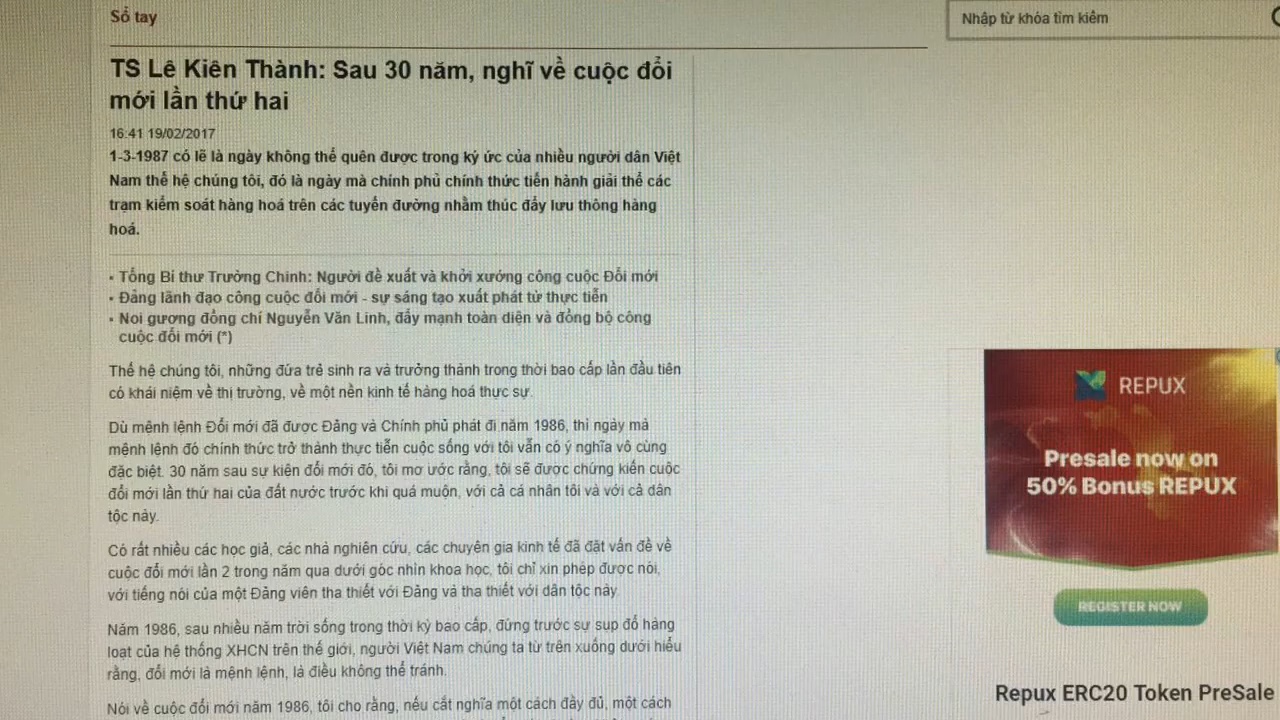 Sổ tay
Nhập từ khóa tìm kiếm
TS Lê Kiên Thành: Sau 30 năm, nghĩ về cuộc đổi
mới lần thứ hai
16:41 19/02/2017
1-3-1987 có lẽ là ngày không thể quên được trong ký ức của nhiều người dân Việt
Nam thế hệ chúng tôi, đó là ngày mà chính phủ chính thức tiến hành giải thể các
trạm kiểm soát hàng hoá trên các tuyến đường nhằm thúc đẩy lưu thông hàng
hoá.
• Tổng Bí thư Trường Chinh: Người đề xuất và khởi xướng công cuộc Đổi mới
• Đảng lãnh đạo công cuộc đổi mới - sự sáng tạo xuất phát từ thực tiễn
• Noi gương đồng chí Nguyễn Văn Linh, đẩy mạnh toàn diện và đồng bộ công
cuộc đổi mới (*)
Thế hệ chúng tôi, những đứa trẻ sinh ra và trưởng thành trong thời bao cấp lần đầu tiên
có khái niệm về thị trường, về một nền kinh tế hàng hoá thực sự.
Dù mệnh lệnh Đổi mới đã được Đảng và Chính phủ phát đi năm 1986, thì ngày mà
mệnh lệnh đó chính thức trở thành thực tiễn cuộc sống với tôi vẫn có ý nghĩa vô cùng
đặc biệt. 30 năm sau sự kiện đổi mới đó, tôi mơ ước rằng, tôi sẽ được chứng kiến cuộc
đổi mới lần thứ hai của đất nước trước khi quá muộn, với cả cá nhân tôi và với cả dân
tộc này.
Có rất nhiều các học giả, các nhà nghiên cứu, các chuyên gia kinh tế đã đặt vấn đề về
cuộc đổi mới lần 2 trong năm qua dưới góc nhìn khoa học, tôi chỉ xin phép được nói,
với tiếng nói của một Đảng viên tha thiết với Đảng và tha thiết với dân tộc này.
Năm 1986, sau nhiều năm trời sống trong thời kỳ bao cấp, đứng trước sự sụp đổ hàng
loạt của hệ thống XHCN trên thế giới, người Việt Nam chúng ta từ trên xuống dưới hiểu
rằng, đổi mới là mệnh lệnh, là điều không thể tránh.
Nói về cuộc đổi mới năm 1986, tôi cho rằng, nếu cắt nghĩa một cách đầy đủ, một cách
REPUX
Presale now on
50% Bonus REPUX
REGISTER NOW
Repux ERC20 Token PreSale